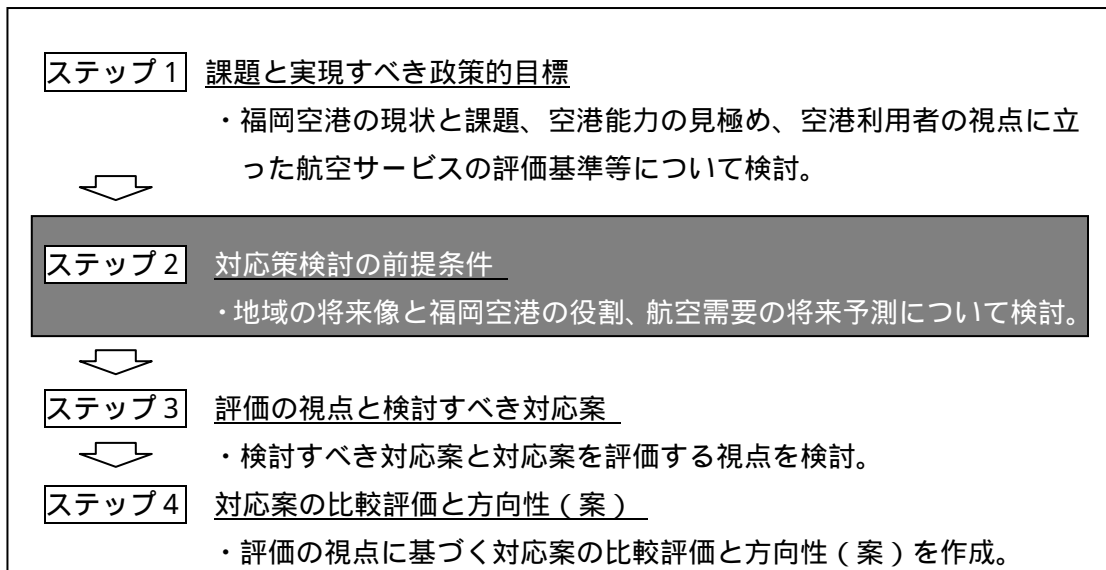 ステップ1 課題と実現すべき政策的目標
・福岡空港の現状と課題、空港能力の見極め、空港利用者の視点に立
った航空サービスの評価基準等について検討。
ステップ2 対応策検討の前提条件
・地域の将来像と福岡空港の役割、航空需要の将来予測について検討。
ステップ3 評価の視点と検討すべき対応案
・検討すべき対応案と対応案を評価する視点を検討。
ステップ4 対応案の比較評価と方向性(案)
・評価の視点に基づく対応案の比較評価と方向性(案)を作成。